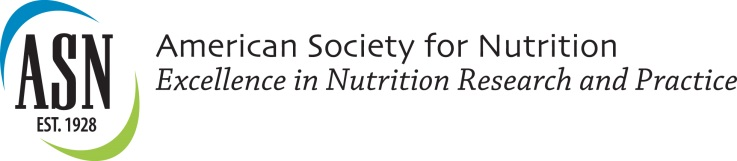 ASN
EST. 1928
American Society for Nutrition
Excellence in Nutrition Research and Practice